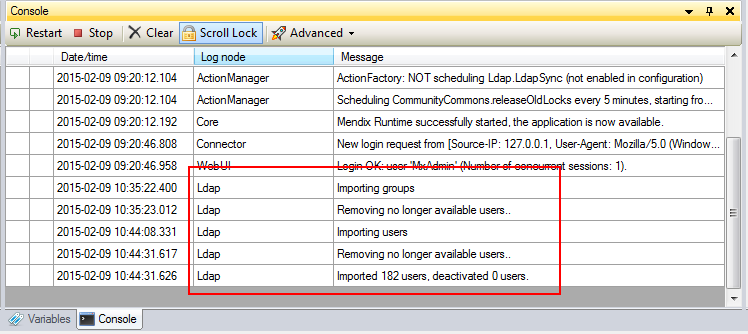 Console
Restart Stop Clear Scroll Lock Advanced
Date/time Log node Message
2015-02-09 09:20:12.104 ActionManager ActionFactory: NOT scheduling Ldap.LdapSync (not enabled in configuration)
2015-02-09 09:20:12.104 ActionManager Scheduling CommunityCommons.releaseOldLocks every 5 minutes, starting fro...
2015-02-09 09:20:12.192 Core Mendix Runtime successfully started, the application is now available.
2015-02-09 09:20:46.808 Connector New login request from [Source-IP: 127.0.0.1, User-Agent: Mozilla/5.0 (Window...
2015-02-09 09:20:46.958 WebUI Login OK: user 'MxAdmin' (Number of concurrent sessions: 1).
2015-02-09 10:35:22.400 Ldap Importing groups
2015-02-09 10:35:23.012 Ldap Removing no longer available users..
2015-02-09 10:44:08.331 Ldap Importing users
2015-02-09 10:44:31.617 Ldap Removing no longer available users..
2015-02-09 10:44:31.626 Ldap Imported 182 users, deactivated 0 users.
Variables Console